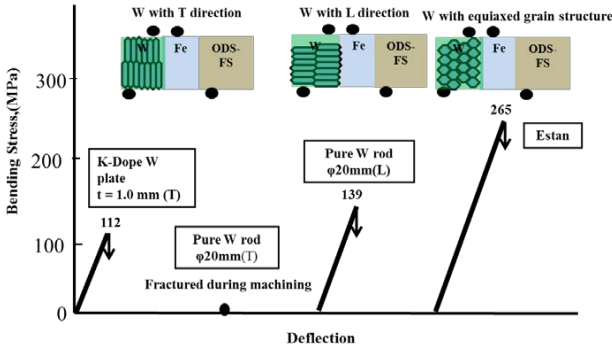 W with T direction
W with L direction
W with equiaxed grain structure
W
Fe
ODS-
FS
W
Fe
ODS-
FS
W
Fe
ODS-
FS
Bending Stress,(MPa)
300
200
100
0
K-Dope W
plate
t = 1.0 mm (T)
112
Pure W rod
φ20mm(T)
Fractured during machining
Pure W rod
φ20mm(L)
139
265
Estan
Deflection